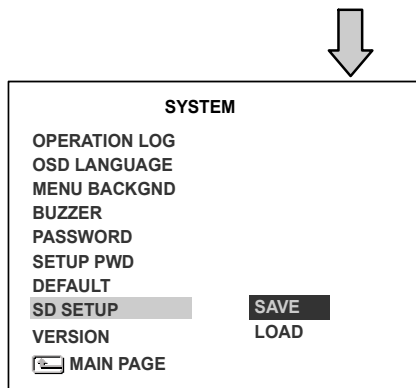 SYSTEM
OPERATION LOG
OSD LANGUAGE
MENU BACKGND
BUZZER
PASSWORD
SETUP PWD
DEFAULT
SD SETUP SAVE
VERSION LOAD
MAIN PAGE